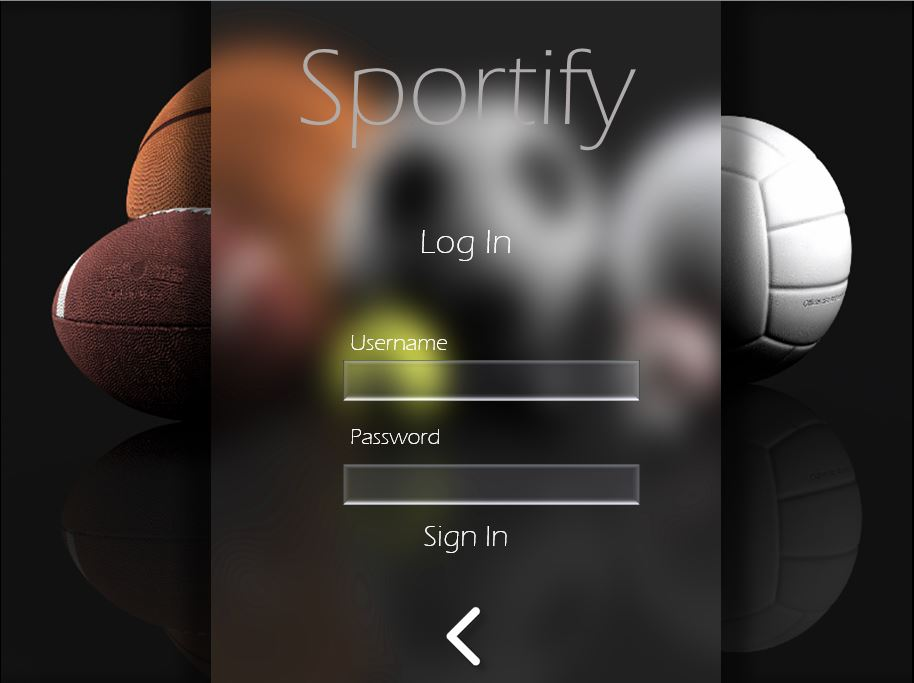 Sportify
Log In
Username
Password
Sign In